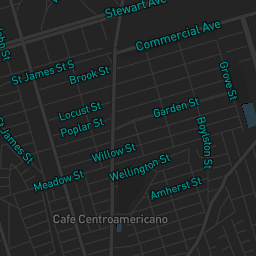 Stewart Ave
Commercial Ave
St James St S
Brook St
Grove St
Locust St
Garden St
Poplar St
Boylston St
St James St
Willow St
Wellington St
Meadow St
Amherst St
Cafe Centroamericano